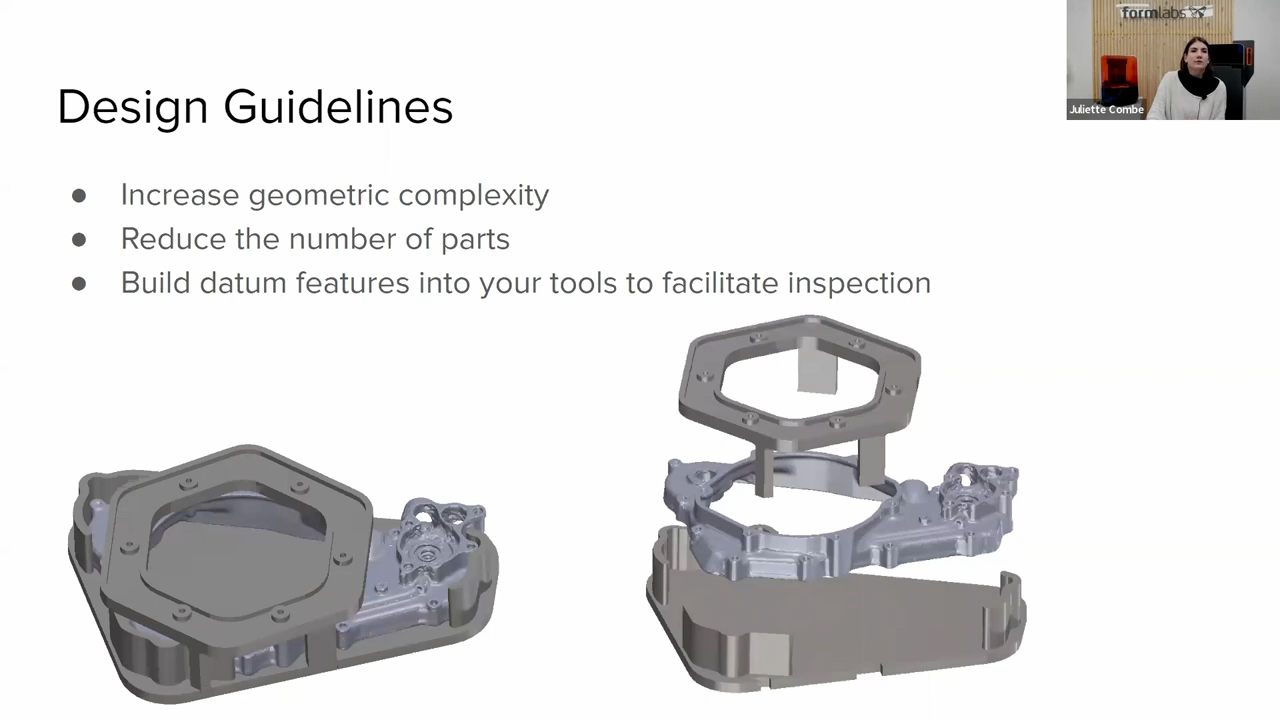 formlabs
Juliette Combe
Design Guidelines
● Increase geometric complexity
● Reduce the number of parts
● Build datum features into your tools to facilitate inspection